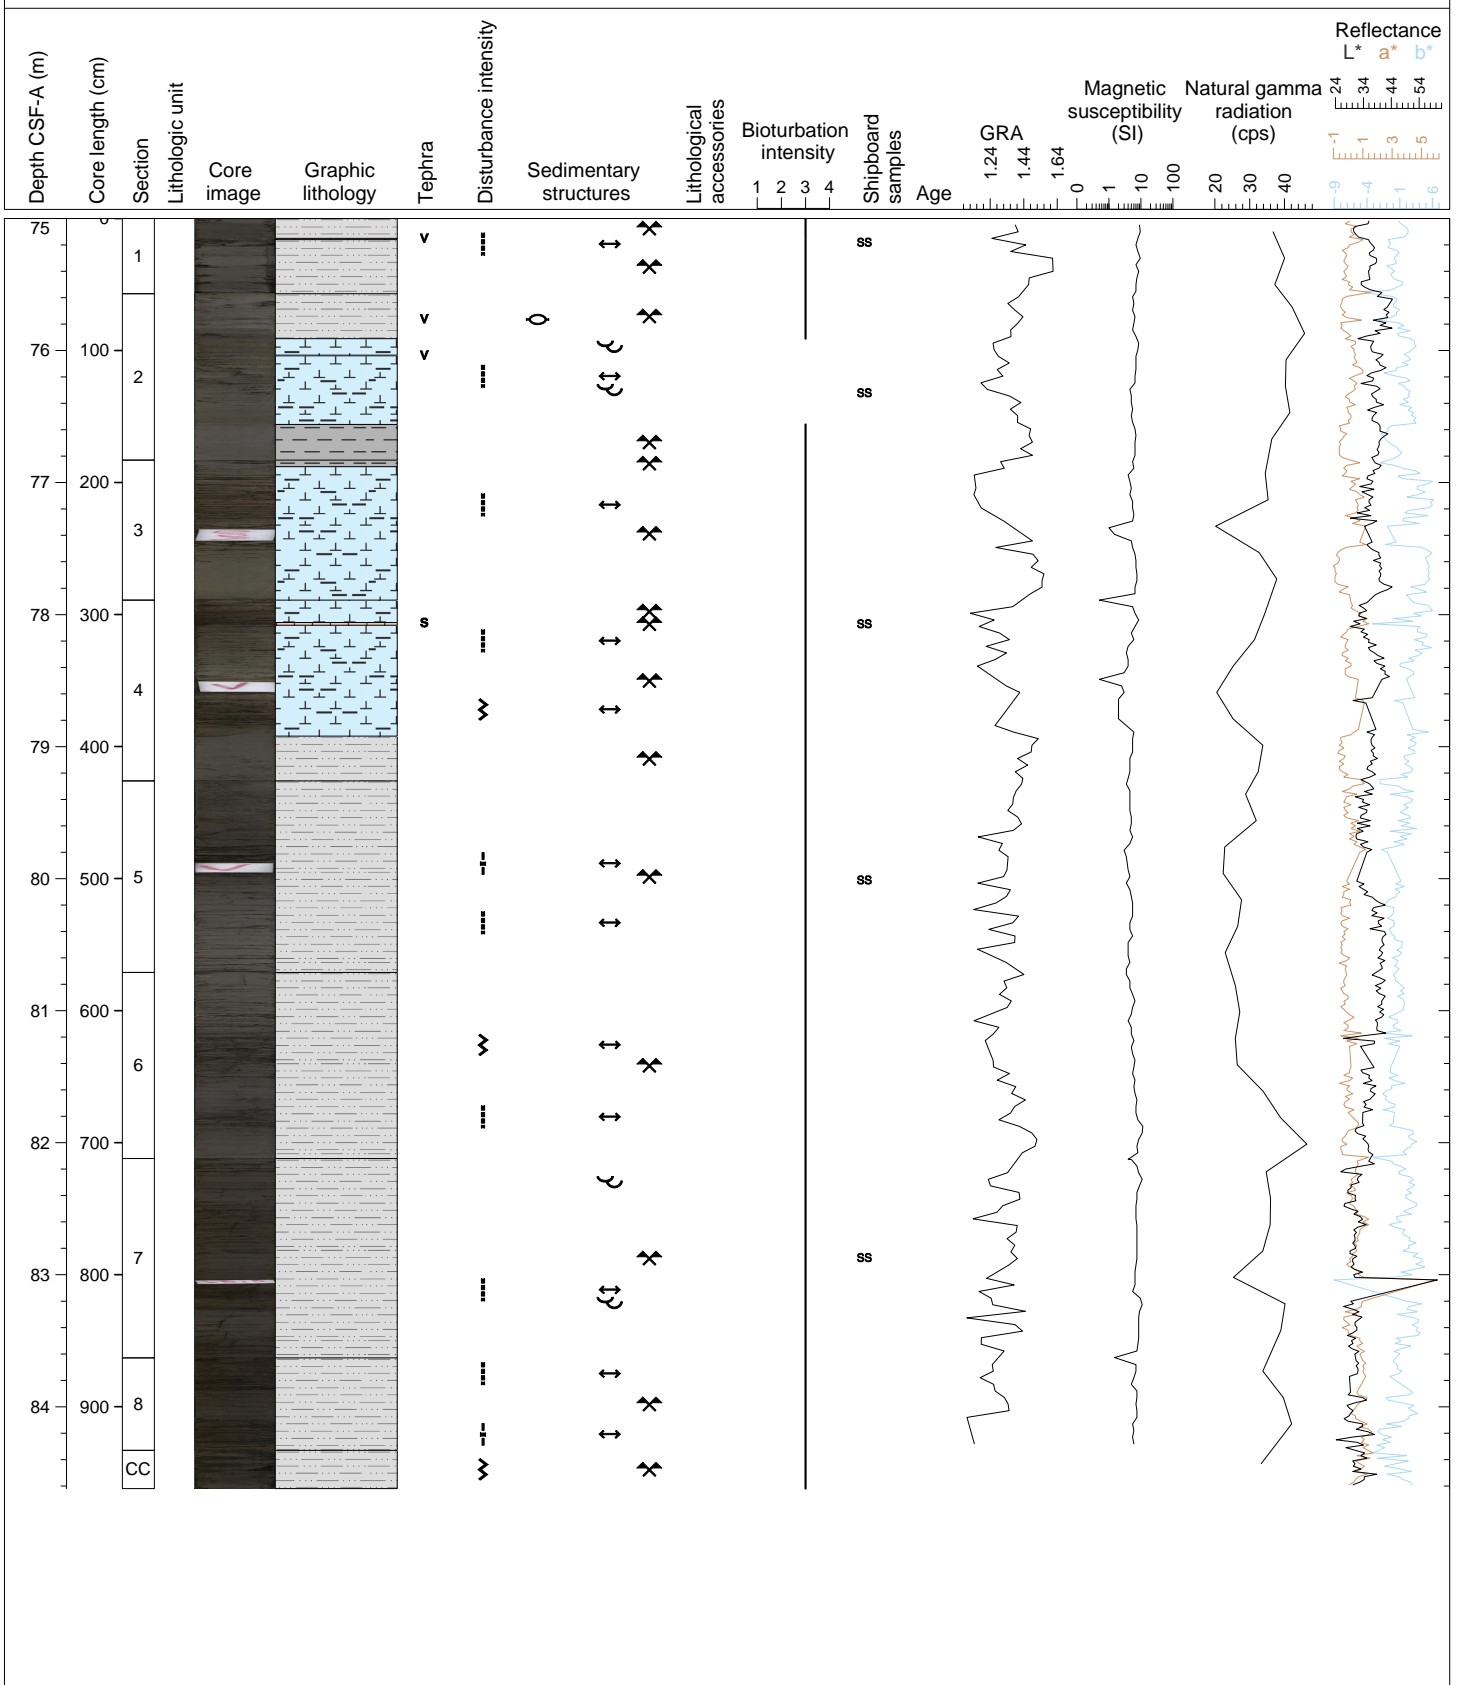 Depth CSF-A (m)
Core length (cm)
Section
Lithologic unit
Core
image
Graphic
lithology
Tephra
Disturbance intensity
Sedimentary
structures
Lithological
accessories
Bioturbation
intensity
1 2 3 4
Shipboard
samples
Age
GRA
1.24 1.44 1.64
Magnetic
susceptibility
(SI)
0 1 10 100
Natural gamma
radiation
(cps)
20 30 40
Reflectance
L* a* b*
24 34 44 54
-1 1 3 5
-9 -4 1 6
75 0
1
v
ss
v
76 100
v
2
ss
77 200
3
78 300
s
ss
4
79 400
80 500
5
ss
81 600
6
82 700
7
ss
83 800
84 900
8
CC